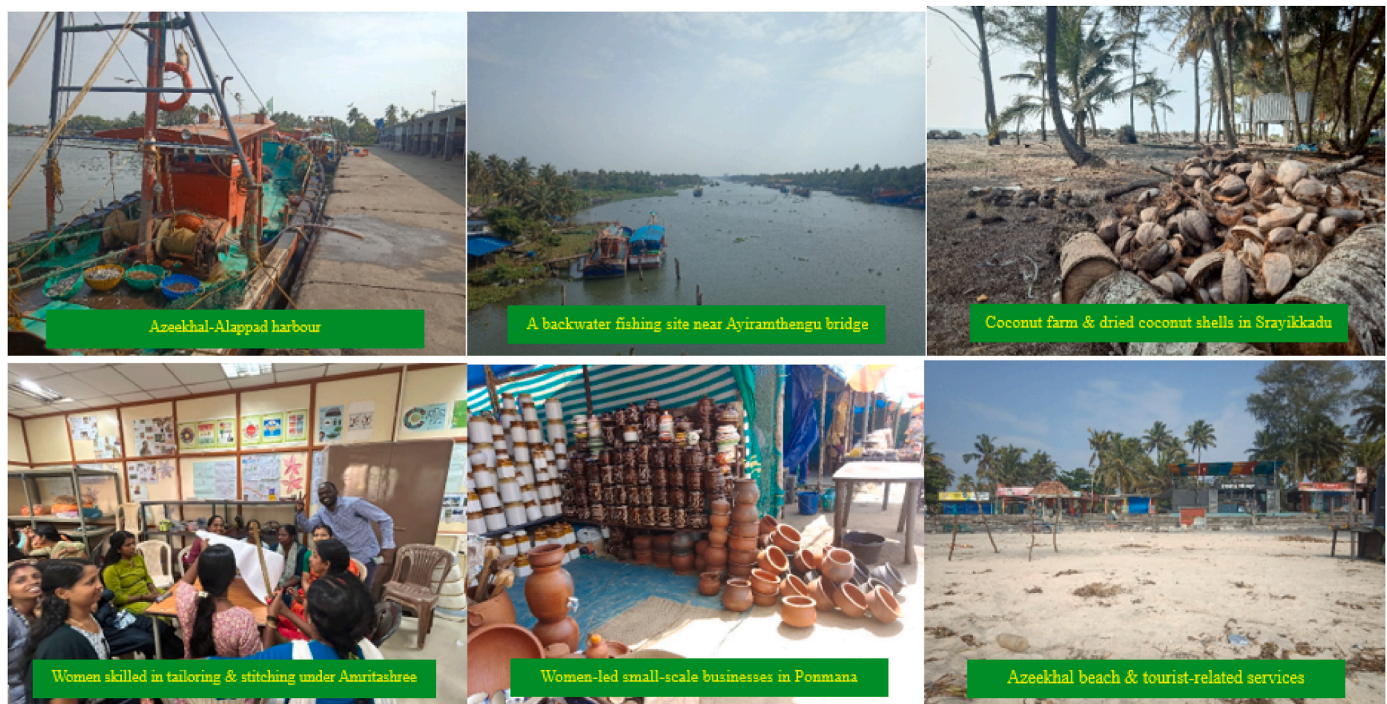 Azeekhal-Alappad harbour
A backwater fishing site near Ayiramthengu bridge
Coconut farm & dried coconut shells in Srayikkadu
Women skilled in tailoring & stitching under Amritashree
Women-led small-scale businesses in Ponmana
Azeekhal beach & tourist-related services